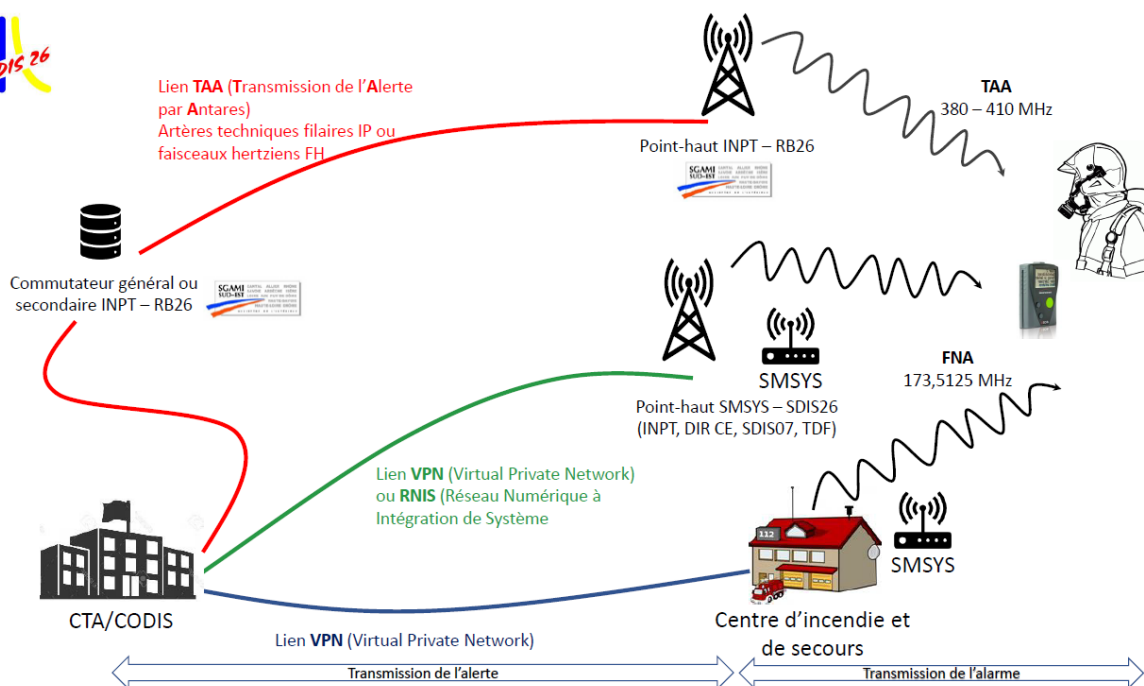 DIS 26
Lien TAA (Transmission de l'Alerte
par Antares)
Artères techniques filaires IP ou
faisceaux hertziens FH
TAA
380 – 410 MHz
Point-haut INPT – RB26
SGAMI
SUD-EST
Commutateur général ou
secondaire INPT – RB26
SGAMI
SUD-EST
SMSYS
FNA
173,5125 MHz
Point-haut SMSYS – SDIS26
(INPT, DIR CE, SDIS07, TDF)
Lien VPN (Virtual Private Network)
ou RNIS (Réseau Numérique à
Intégration de Système
112
SMSYS
CTA/CODIS
Centre d'incendie et
de secours
Lien VPN (Virtual Private Network)
Transmission de l'alerte
Transmission de l'alarme